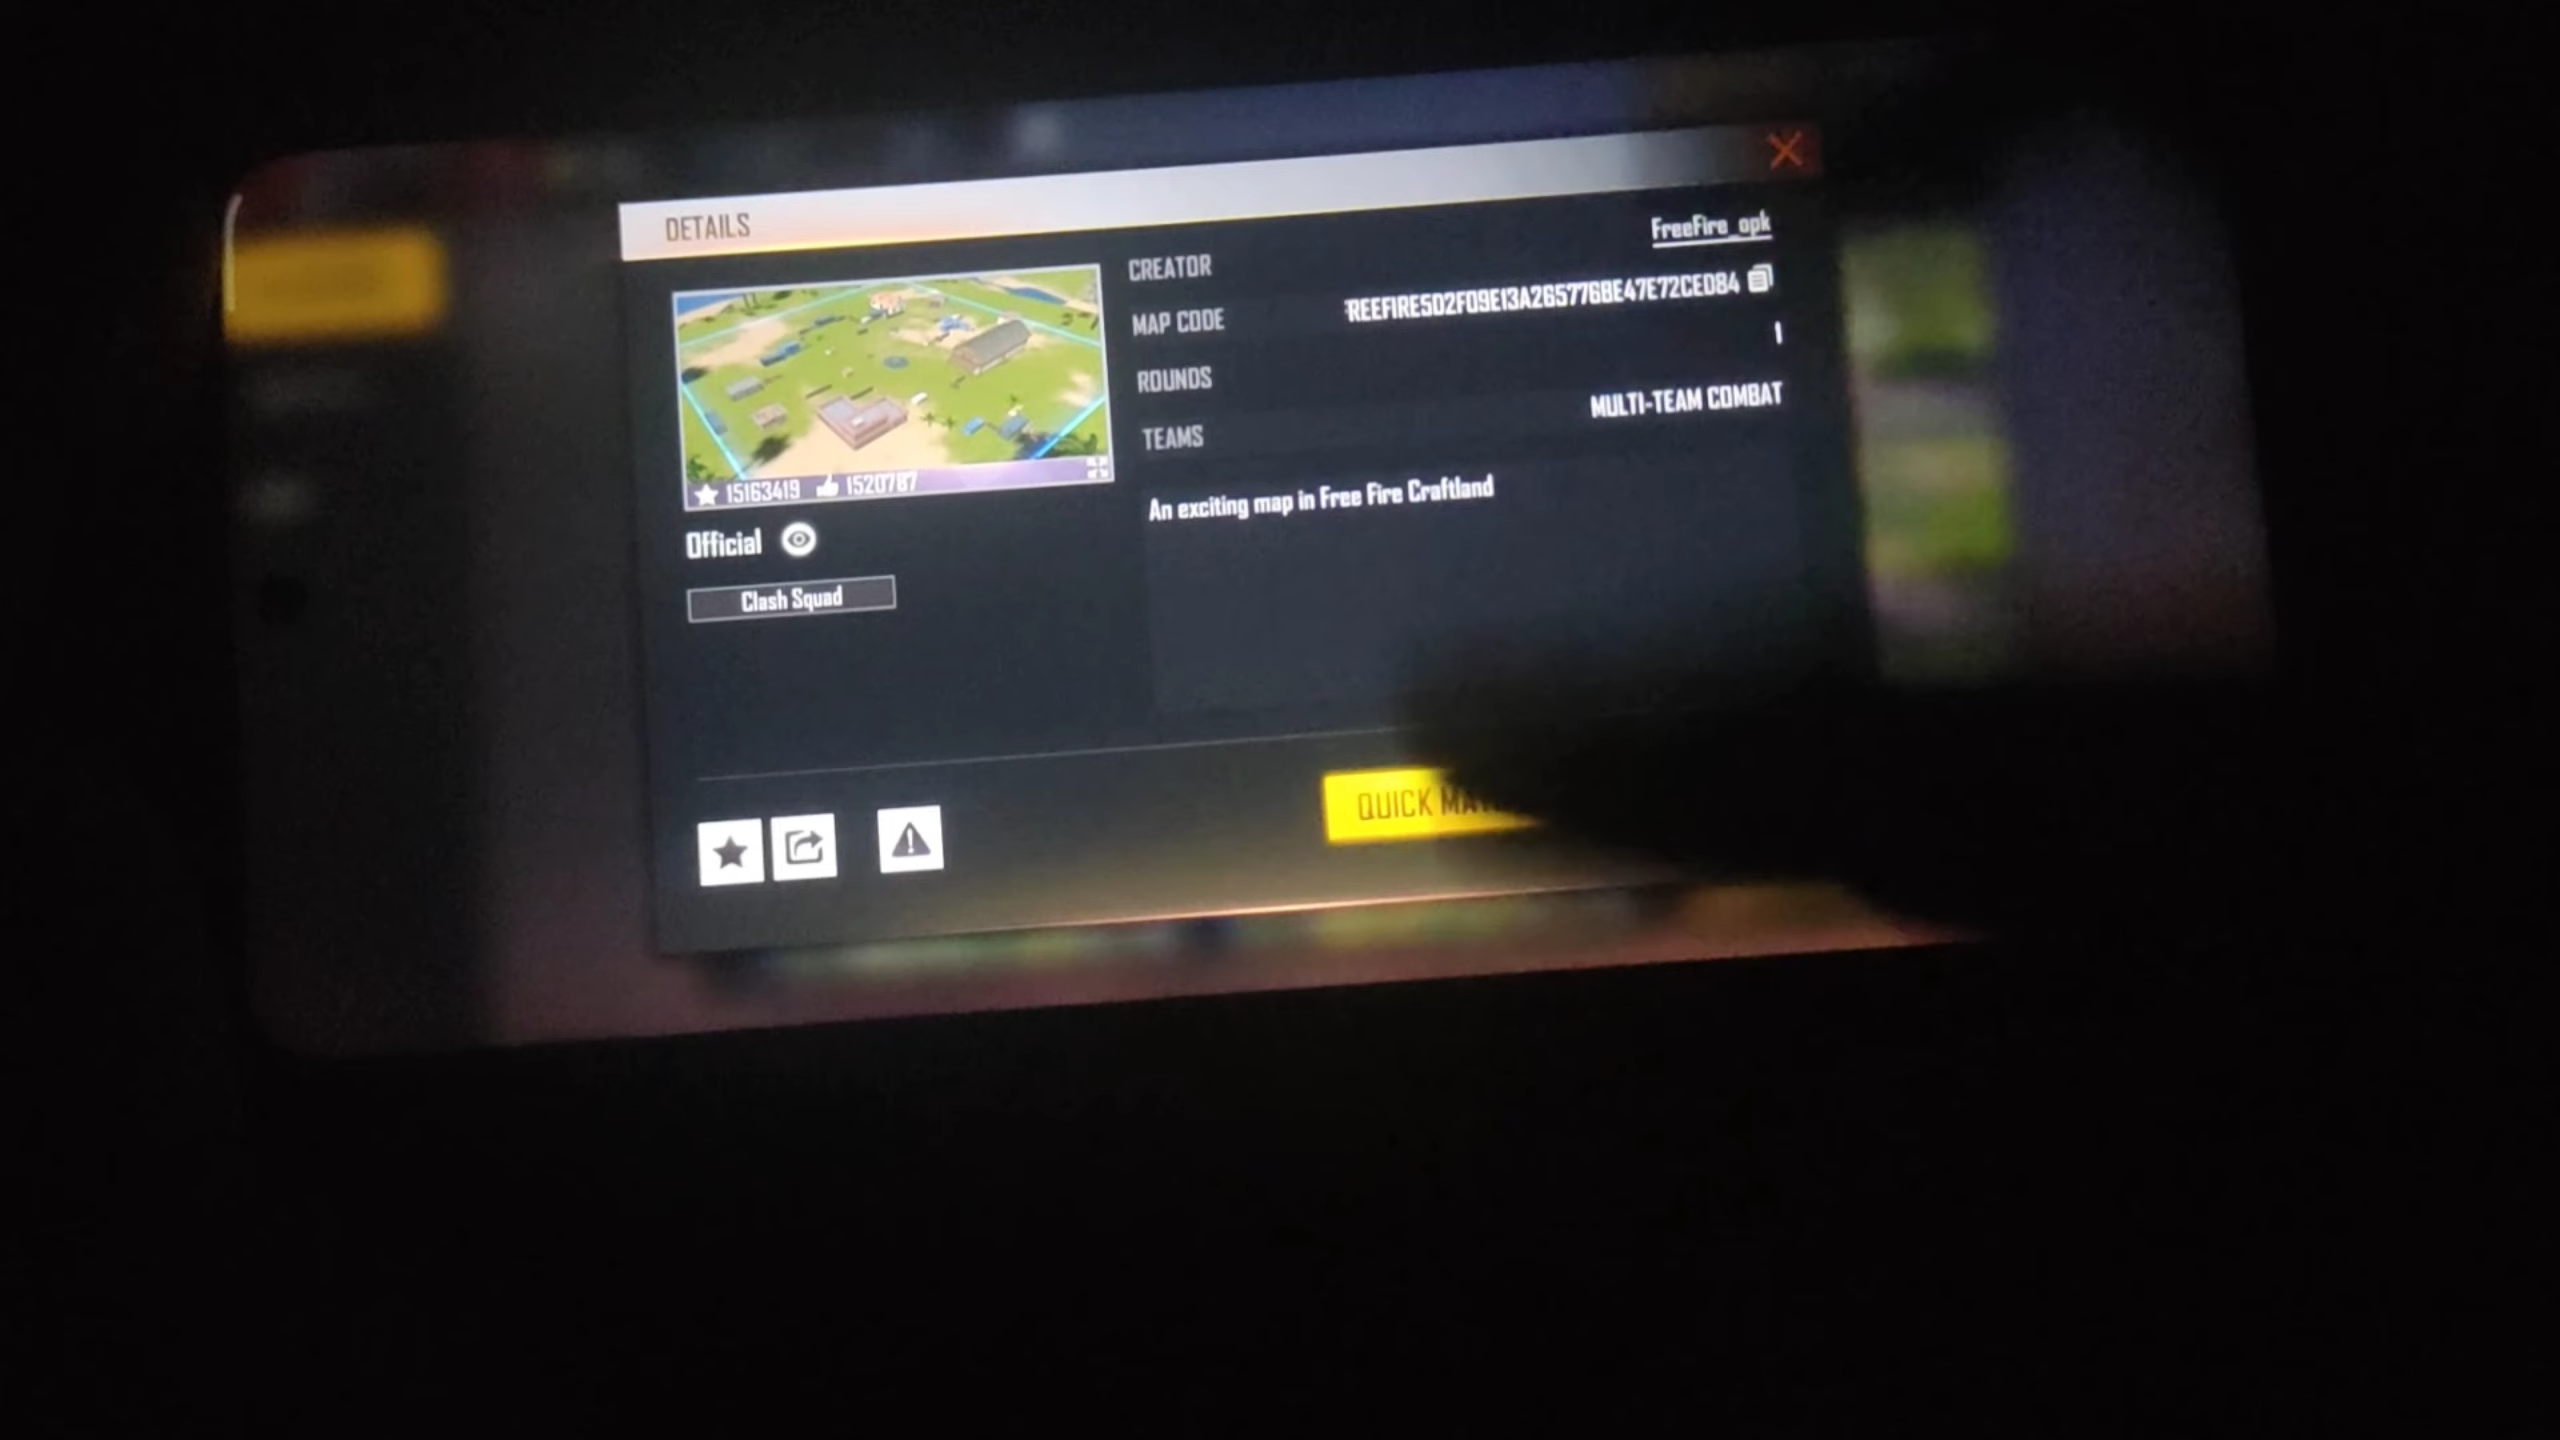 DETAILS
CREATOR
FreeFire_opk
MAP CODE
REEFIRE502F09E13A2657768E47E72CED84
ROUNDS
1
TEAMS
MULTI-TEAM COMBAT
15163419 1520787
Official
Clash Squad
An exciting map in Free Fire Craftland
QUICK